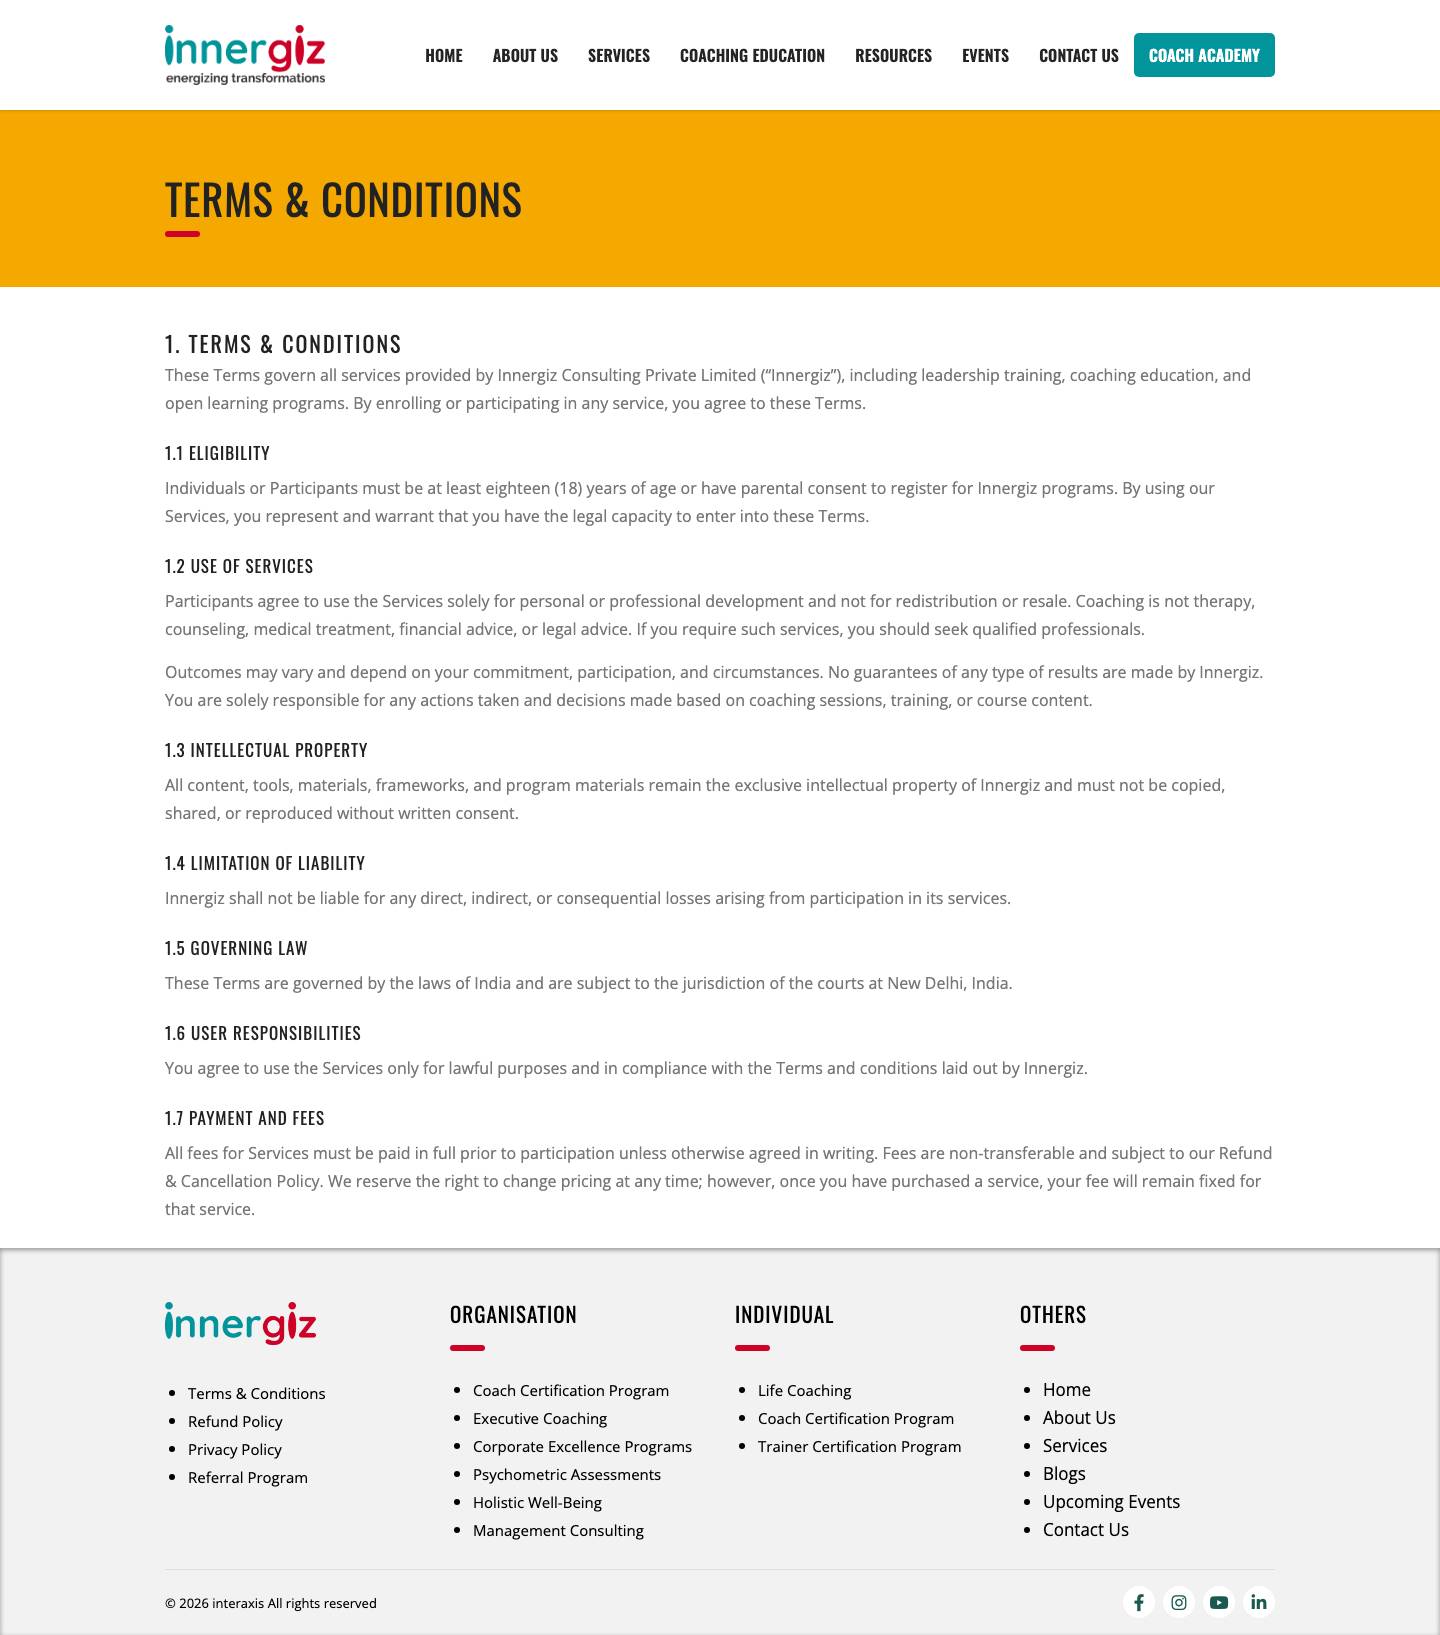 innergiz
energizing transformations
HOME
ABOUT US
SERVICES
COACHING EDUCATION
RESOURCES
EVENTS
CONTACT US
COACH ACADEMY
TERMS & CONDITIONS
1. TERMS & CONDITIONS
These Terms govern all services provided by Innergiz Consulting Private Limited (“Innergiz”), including leadership training, coaching education, and
open learning programs. By enrolling or participating in any service, you agree to these Terms.
1.1 ELIGIBILITY
Individuals or Participants must be at least eighteen (18) years of age or have parental consent to register for Innergiz programs. By using our
Services, you represent and warrant that you have the legal capacity to enter into these Terms.
1.2 USE OF SERVICES
Participants agree to use the Services solely for personal or professional development and not for redistribution or resale. Coaching is not therapy,
counseling, medical treatment, financial advice, or legal advice. If you require such services, you should seek qualified professionals.
Outcomes may vary and depend on your commitment, participation, and circumstances. No guarantees of any type of results are made by Innergiz.
You are solely responsible for any actions taken and decisions made based on coaching sessions, training, or course content.
1.3 INTELLECTUAL PROPERTY
All content, tools, materials, frameworks, and program materials remain the exclusive intellectual property of Innergiz and must not be copied,
shared, or reproduced without written consent.
1.4 LIMITATION OF LIABILITY
Innergiz shall not be liable for any direct, indirect, or consequential losses arising from participation in its services.
1.5 GOVERNING LAW
These Terms are governed by the laws of India and are subject to the jurisdiction of the courts at New Delhi, India.
1.6 USER RESPONSIBILITIES
You agree to use the Services only for lawful purposes and in compliance with the Terms and conditions laid out by Innergiz.
1.7 PAYMENT AND FEES
All fees for Services must be paid in full prior to participation unless otherwise agreed in writing. Fees are non-transferable and subject to our Refund
& Cancellation Policy. We reserve the right to change pricing at any time; however, once you have purchased a service, your fee will remain fixed for
that service.
innergiz
Terms & Conditions
Refund Policy
Privacy Policy
Referral Program
ORGANISATION
Coach Certification Program
Executive Coaching
Corporate Excellence Programs
Psychometric Assessments
Holistic Well-Being
Management Consulting
INDIVIDUAL
Life Coaching
Coach Certification Program
Trainer Certification Program
OTHERS
Home
About Us
Services
Blogs
Upcoming Events
Contact Us
© 2026 interaxis All rights reserved